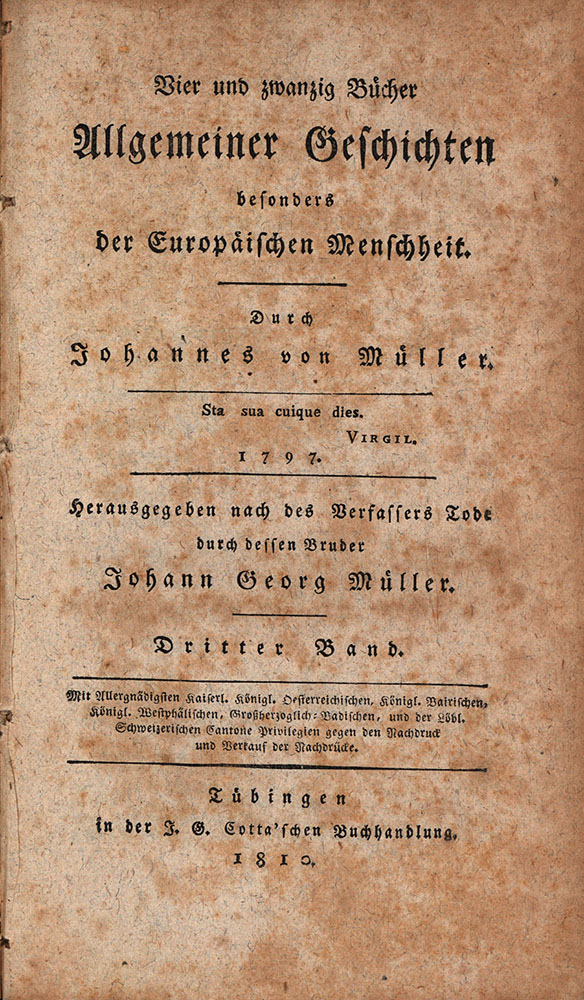 Vier und zwanzig Bücher
Allgemeiner Geschichten
besonders
der Europäischen Menschheit.
Durch
Johannes von Müller.
Sta sua cuique dies.
VIRGIL.
1797.
Herausgegeben nach des Verfassers Tode
durch dessen Bruder
Johann Georg Müller.
Dritter Band.
Mit Allergnädigsten Kaiserl. Königl. Oesterreichischen, Königl. Bairischen,
Königl. Westphälischen, Großherzoglich-Badischen, und der Löbl.
Schweizerischen Cantone Privilegien gegen den Nachdruck
und Verkauf der Nachdrücke.
Tübingen
in der J. G. Cotta'schen Buchhandlung,
1810.